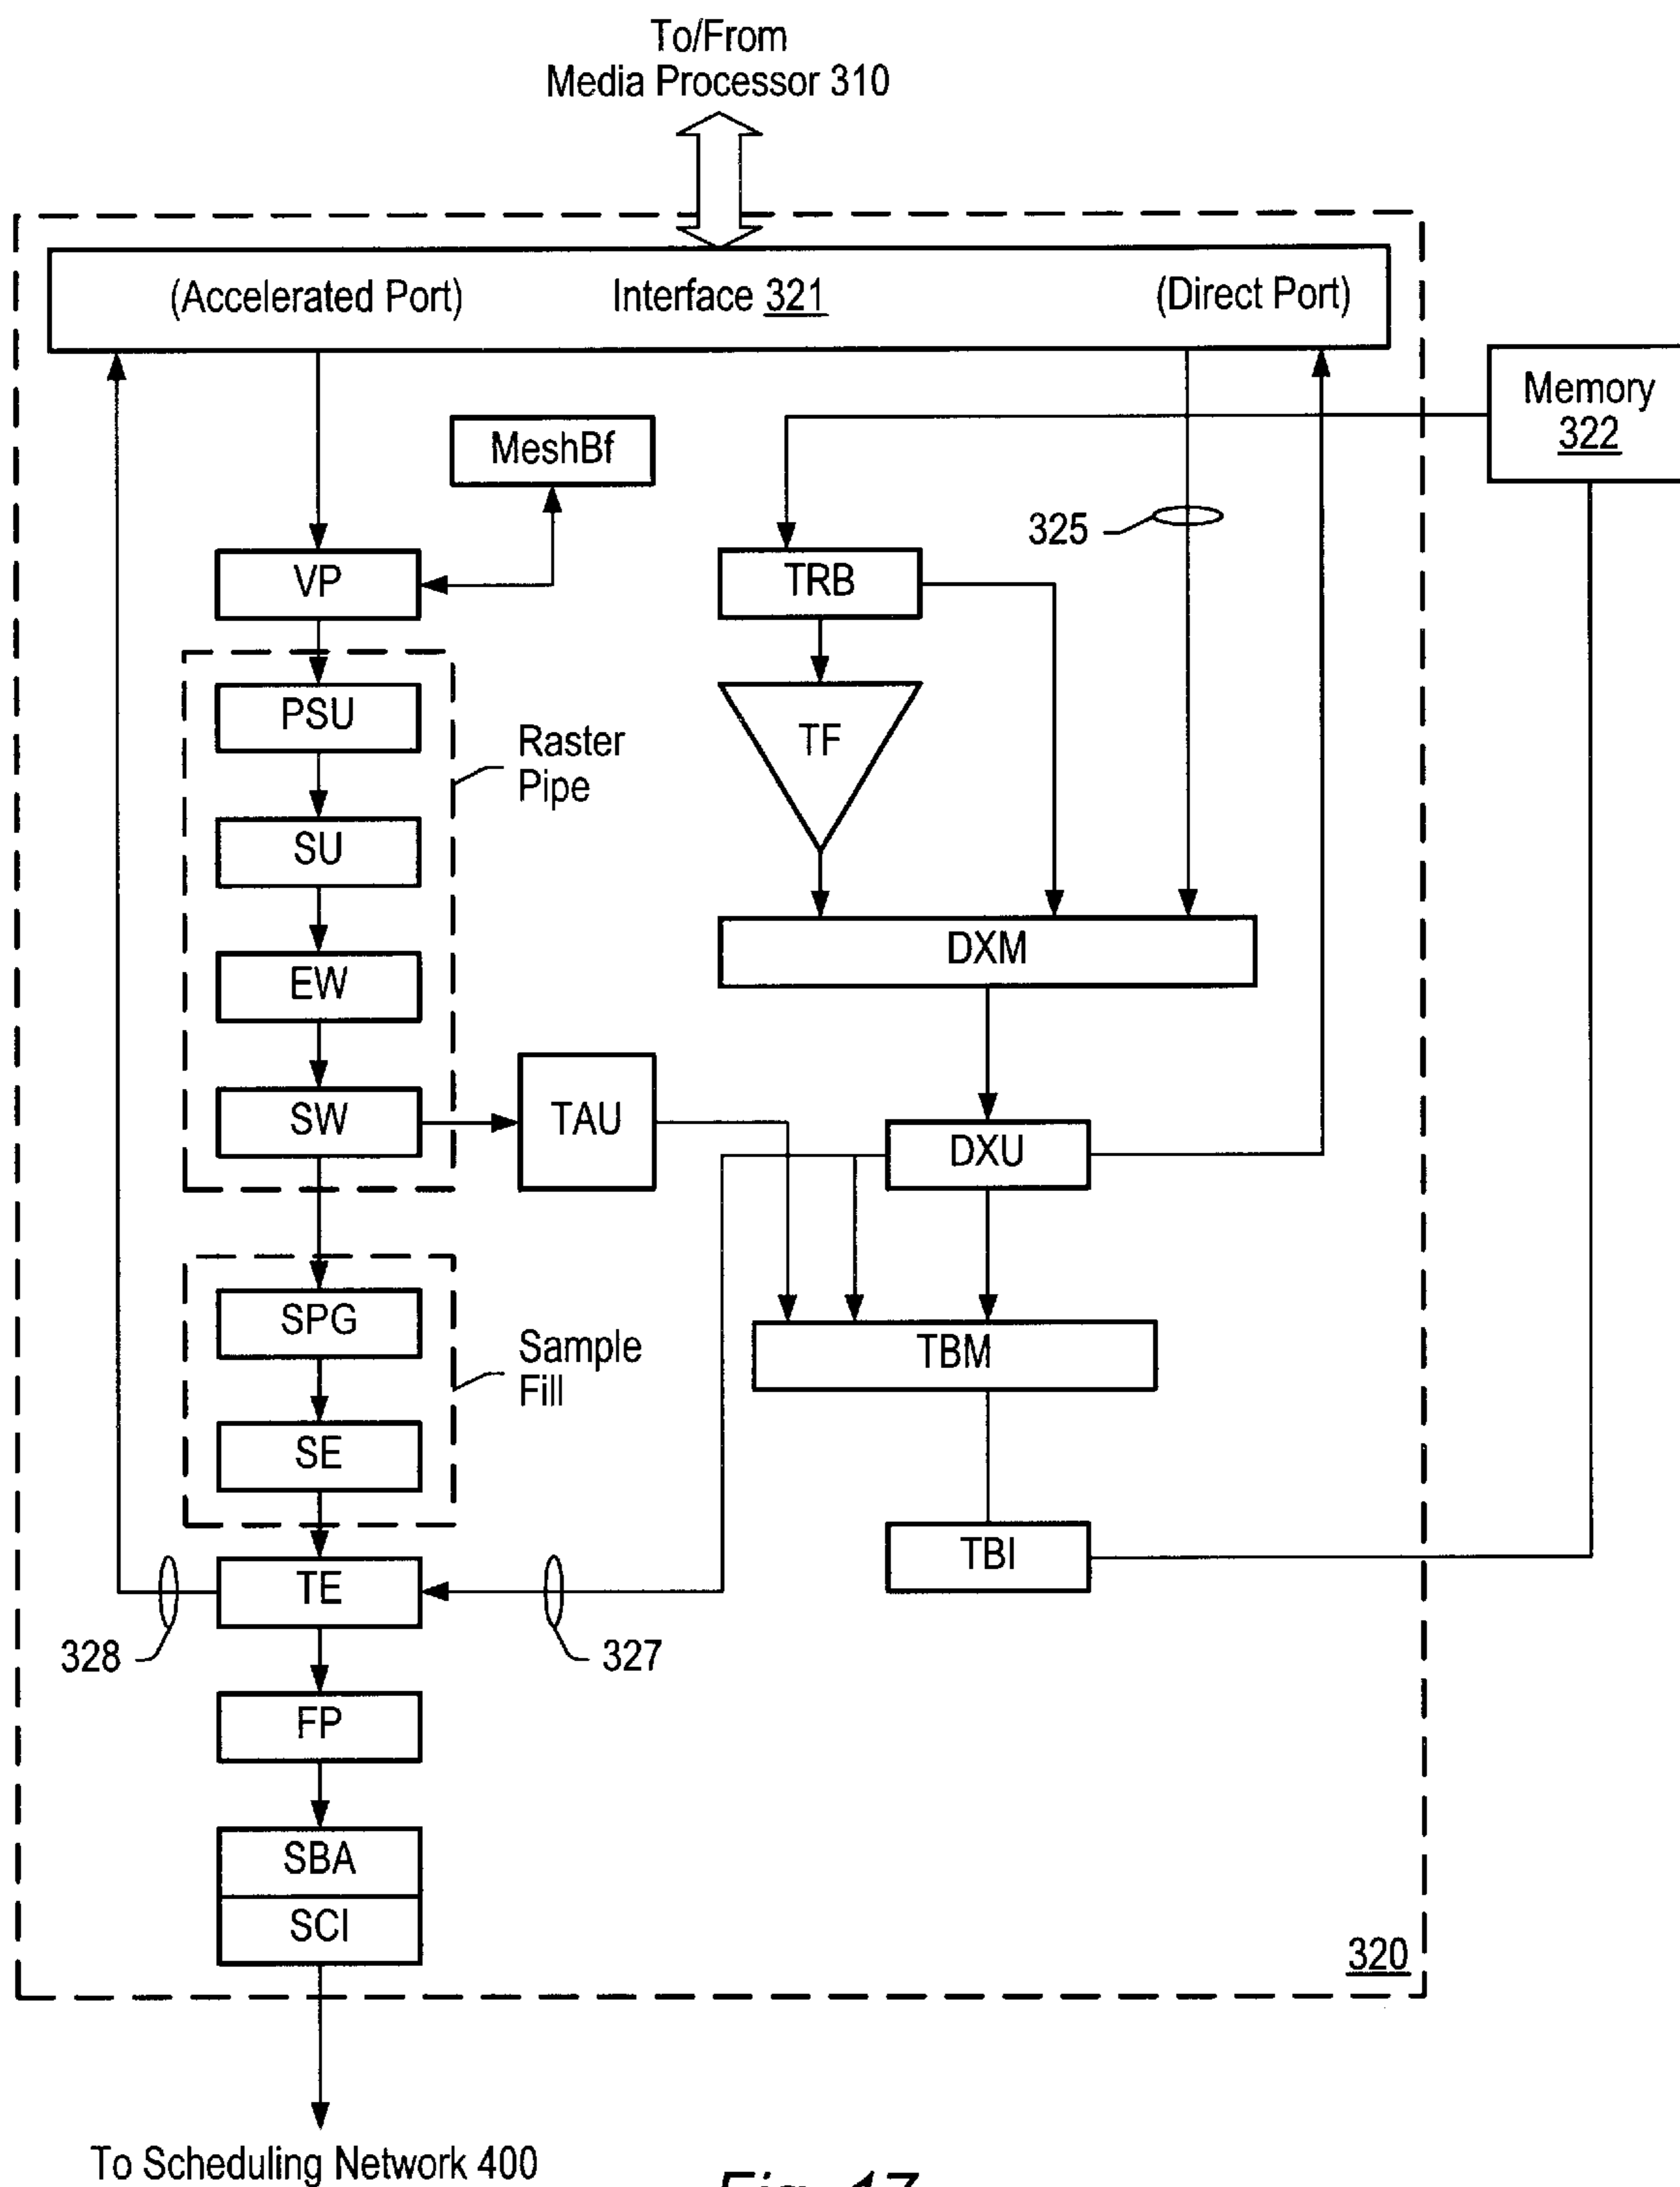 To/From
Media Processor 310
(Accelerated Port) Interface 321 (Direct Port)
Memory
322
MeshBf
325
VP
TRB
PSU
Raster
Pipe
TF
SU
DXM
EW
SW
TAU
DXU
SPG
Sample
Fill
TBM
SE
TBI
TE
328
327
FP
SBA
SCI
320
To Scheduling Network 400
Fig. 17